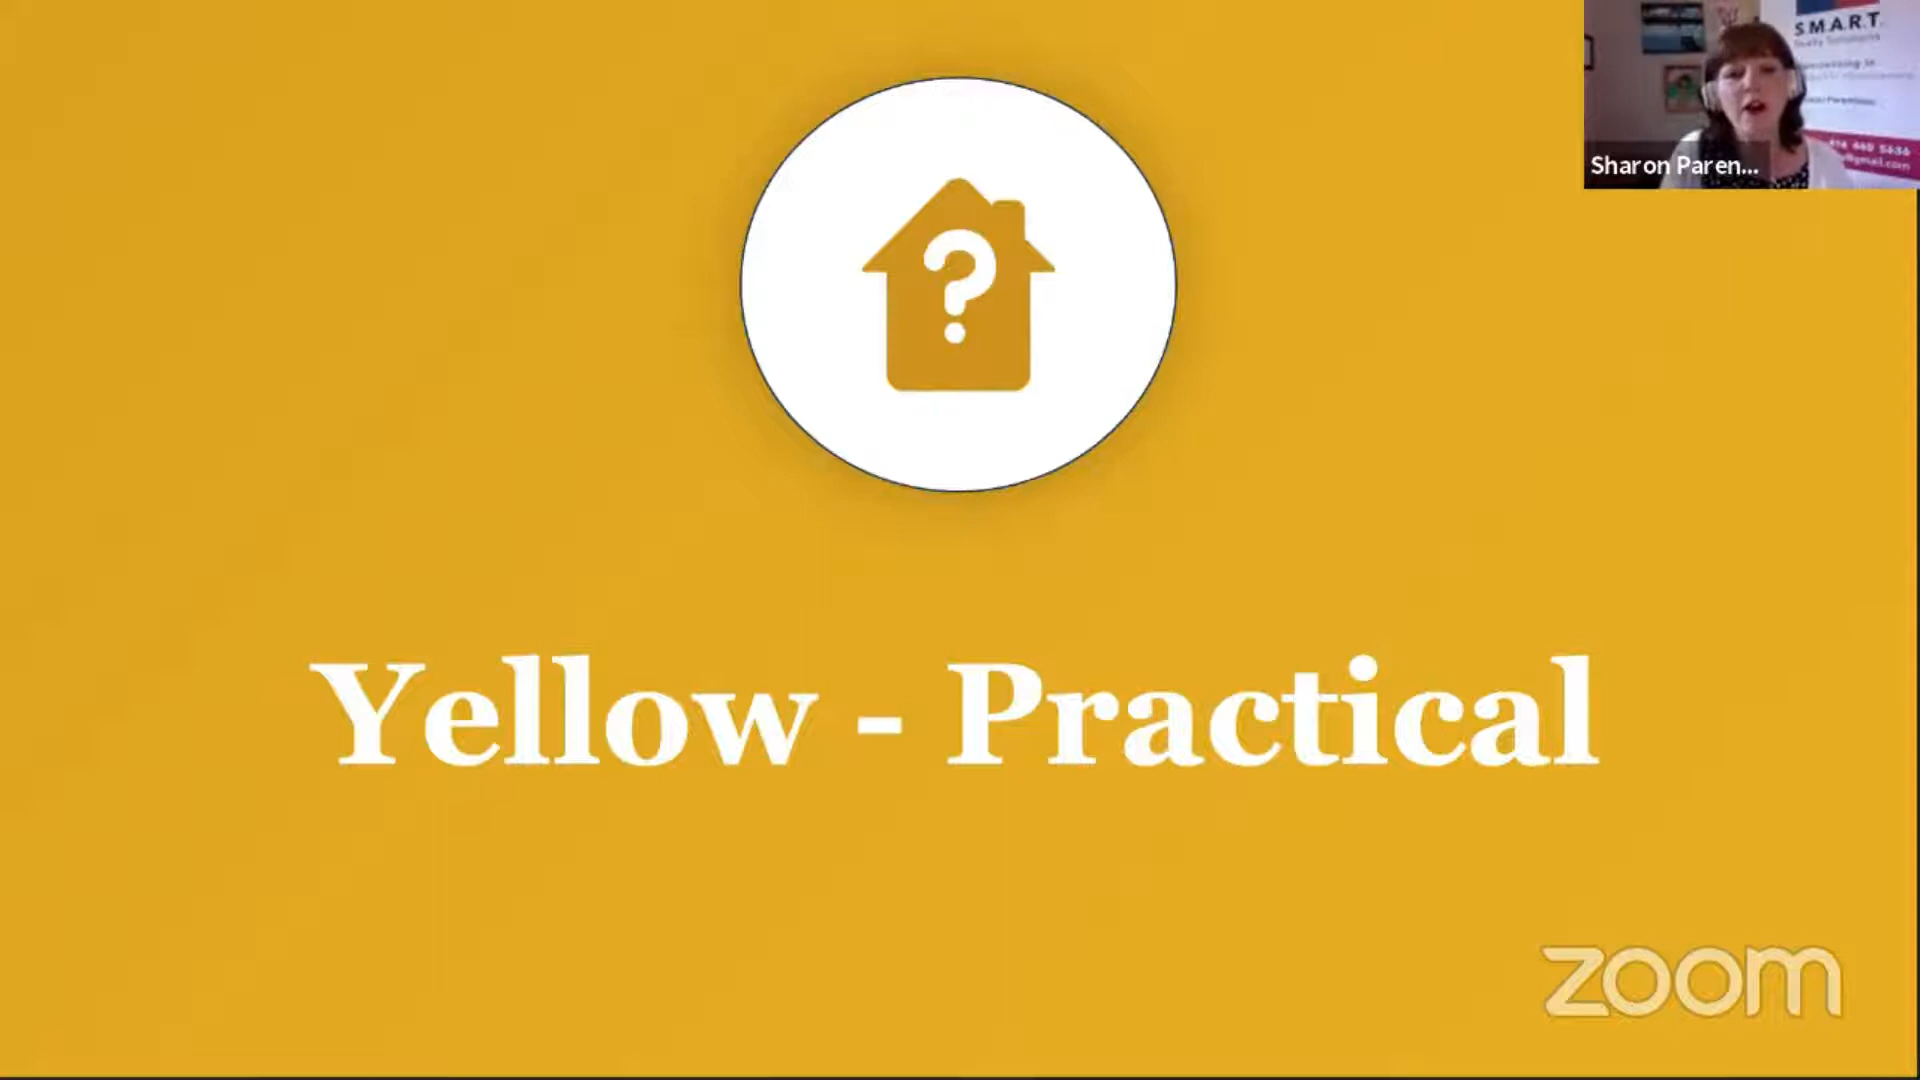 S.M.A.R.T.
Sharon Paren...
?
Yellow - Practical
zoom